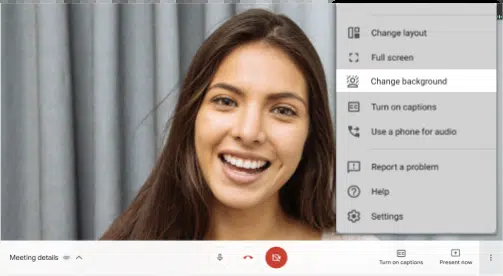 Change layout
Full screen
Change background
Turn on captions
Use a phone for audio
Report a problem
Help
Settings
Meeting details
Turn on captions
Present now